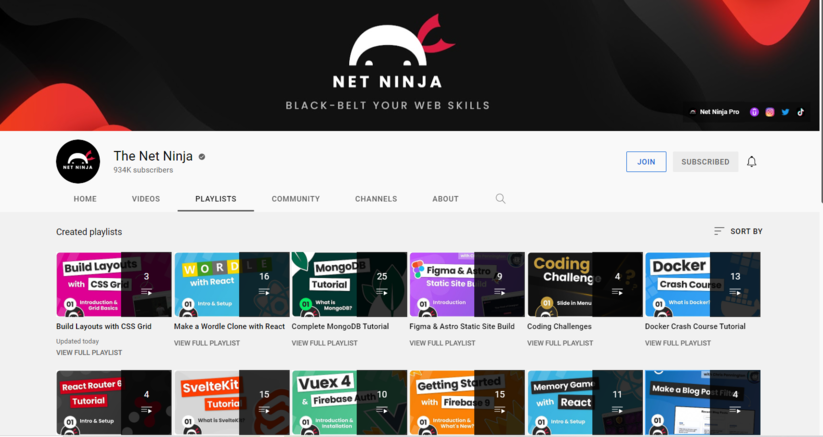 NET NINJA
BLACK-BELT YOUR WEB SKILLS
Net Ninja Pro
NET NINJA
The Net Ninja
934K subscribers
JOIN
SUBSCRIBED
HOME
VIDEOS
PLAYLISTS
COMMUNITY
CHANNELS
ABOUT
Created playlists
SORT BY
Build Layouts
with CSS Grid
01
Introduction &
Grid Basics
3
WORDLE
with React
01
Intro & Setup
16
MongoDB
Tutorial
01
What is
MongoDB?
25
Figma & Astro
Static Site Build
01
Introduction
9
Coding
Challenge
01
Slide in Menu
4
Docker
Crash Course
01
What is Docker?
13
Build Layouts with CSS Grid
Make a Wordle Clone with React
Complete MongoDB Tutorial
Figma & Astro Static Site Build
Coding Challenges
Docker Crash Course Tutorial
Updated today
VIEW FULL PLAYLIST
VIEW FULL PLAYLIST
VIEW FULL PLAYLIST
VIEW FULL PLAYLIST
VIEW FULL PLAYLIST
VIEW FULL PLAYLIST
React Router 6
Tutorial
01
Intro & Setup
4
SvelteKit
Tutorial
01
What is SvelteKit?
15
Vuex 4
& Firebase Auth
01
Introduction &
Installation
10
Getting Started
with Firebase 9
01
Introduction &
What's New?
15
Memory Game
with React
01
Intro & Setup
11
Make a Blog Post Filter
4